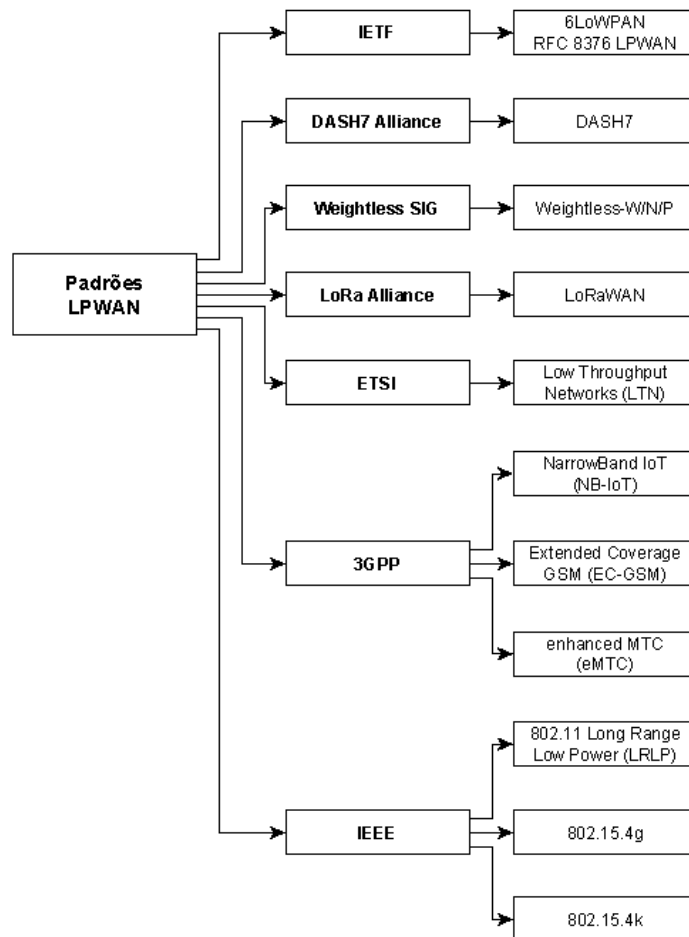 IETF
6LoWPAN
RFC 8376 LPWAN
DASH7 Alliance
DASH7
Weightless SIG
Weightless-W/N/P
Padrões
LPWAN
LoRa Alliance
LoRaWAN
ETSI
Low Throughput
Networks (LTN)
NarrowBand IoT
(NB-IoT)
3GPP
Extended Coverage
GSM (EC-GSM)
enhanced MTC
(eMTC)
802.11 Long Range
Low Power (LRLP)
IEEE
802.15.4g
802.15.4k